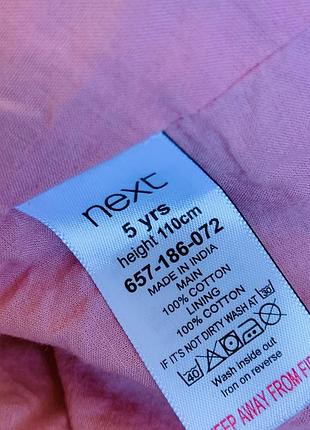 next
5 yrs
height 110cm
657-186-072
MADE IN INDIA
MAIN
100% COTTON
LINING
100% COTTON
IF IT'S NOT DIRTY WASH AT 30
40
Wash inside out
Iron on reverse
KEEP AWAY FROM